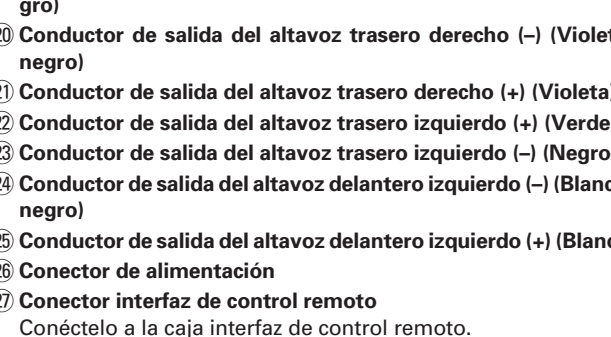 gro)
⑳ Conductor de salida del altavoz trasero derecho (–) (Violet
negro)
㉑ Conductor de salida del altavoz trasero derecho (+) (Violeta)
㉒ Conductor de salida del altavoz trasero izquierdo (+) (Verde
㉓ Conductor de salida del altavoz trasero izquierdo (–) (Negro
㉔ Conductor de salida del altavoz delantero izquierdo (–) (Blanc
negro)
㉕ Conductor de salida del altavoz delantero izquierdo (+) (Blanc
㉖ Conector de alimentación
㉗ Conector interfaz de control remoto
Conéctelo a la caja interfaz de control remoto.